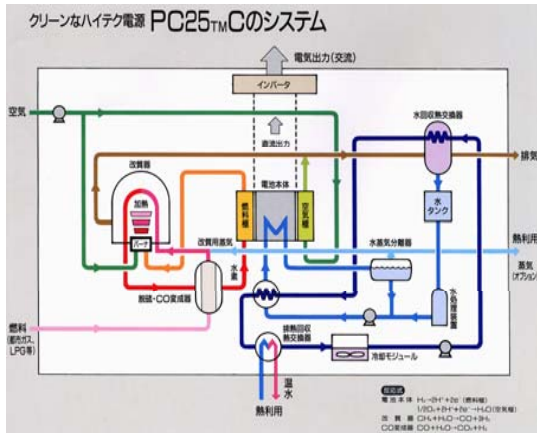 クリーンなハイテク電源 PC25TMCのシステム
電気出力(交流)
インバータ
空気
水回収熱交換器
直流出力
改質器
排気
電池本体
加熱
燃料極
空気極
水
タンク
バーナ
改質用蒸気
水蒸気分離器
熱利用
蒸気
(オプション)
水素
脱硫・CO変成器
水処理装置
燃料
(都市ガス、
LPG等)
排熱回収
熱交換器
冷却モジュール
温水
熱利用
反応式
電池本体 H₂→2H⁺+2e⁻(燃料極)
1/2O₂+2H⁺+2e⁻→H₂O(空気極)
改質器 CH₄+H₂O→CO+3H₂
CO変成器 CO+H₂O→CO₂+H₂